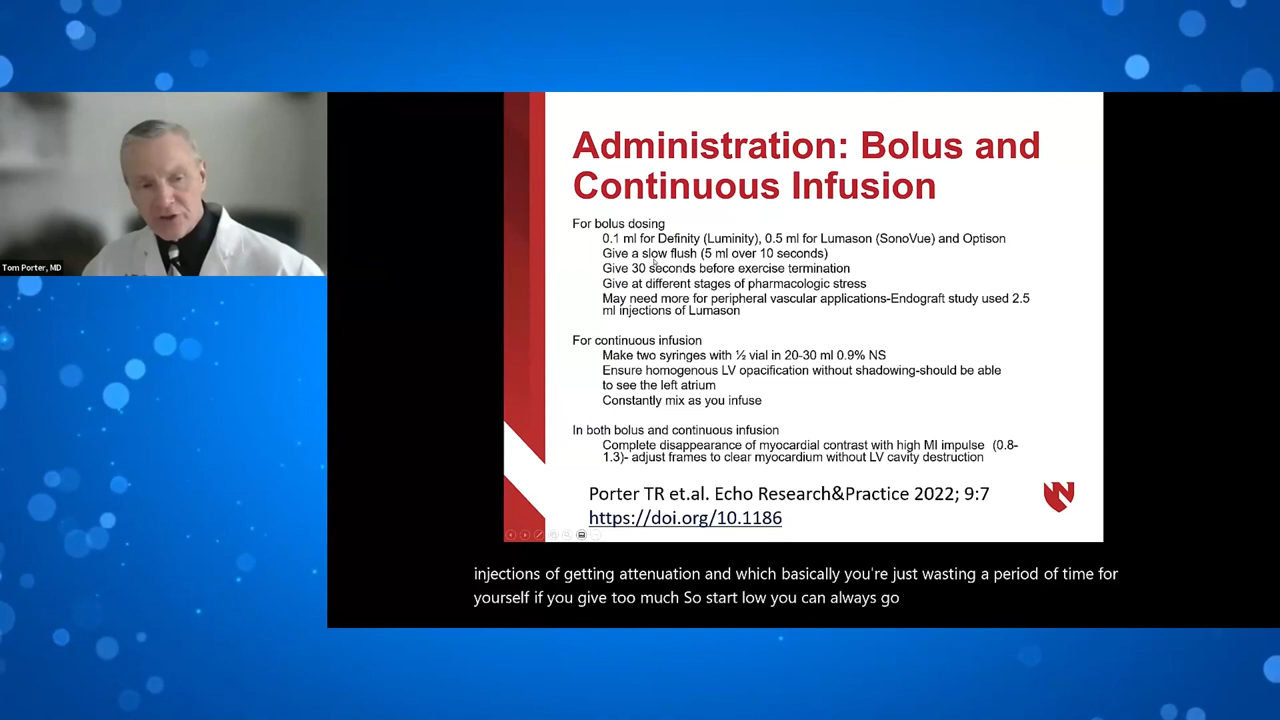 Tom Porter, MD
Administration: Bolus and
Continuous Infusion
For bolus dosing
0.1 ml for Definity (Luminity), 0.5 ml for Lumason (SonoVue) and Optison
Give a slow flush (5 ml over 10 seconds)
Give 30 seconds before exercise termination
Give at different stages of pharmacologic stress
May need more for peripheral vascular applications-Endograft study used 2.5
ml injections of Lumason
For continuous infusion
Make two syringes with ½ vial in 20-30 ml 0.9% NS
Ensure homogenous LV opacification without shadowing-should be able
to see the left atrium
Constantly mix as you infuse
In both bolus and continuous infusion
Complete disappearance of myocardial contrast with high MI impulse (0.8-
1.3)- adjust frames to clear myocardium without LV cavity destruction
Porter TR et.al. Echo Research&Practice 2022; 9:7
https://doi.org/10.1186
N
injections of getting attenuation and which basically you're just wasting a period of time for
yourself if you give too much So start low you can always go